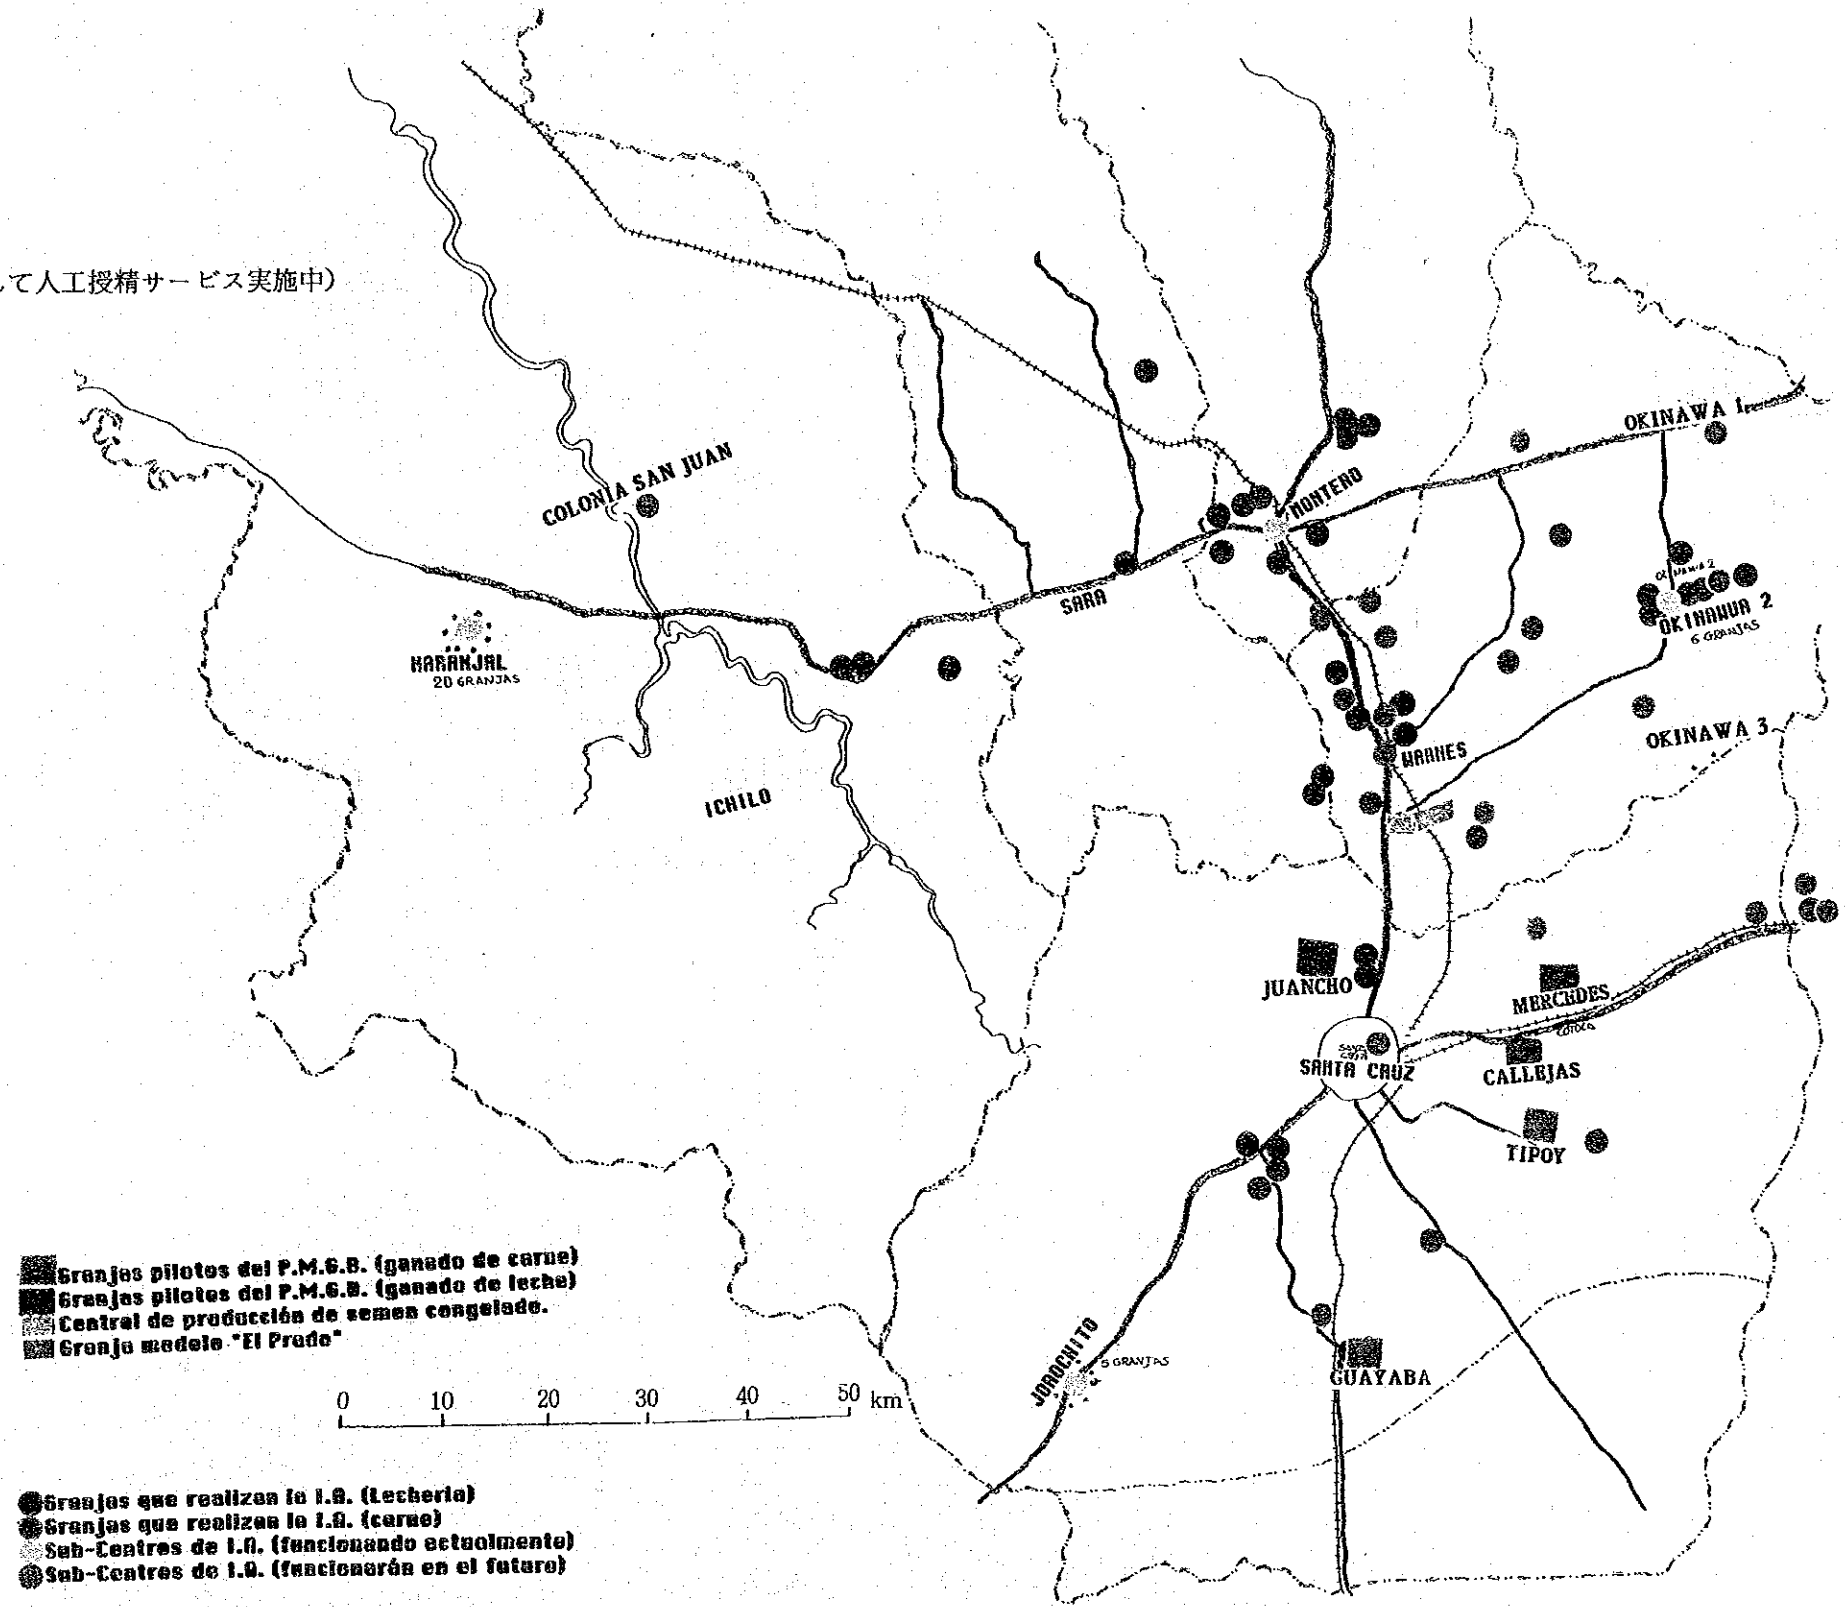 て人工授精サービス実施中）
OKINAWA 1
COLONIA SAN JUAN
MONTERO
SARA
OKINAWA 2
6 GRANJAS
NARANJAL
20 GRANJAS
OKINAWA 3
WARNES
ICHILO
JUANCHO
MERCEDES
COTOCA
SANTA CRUZ
SANTA CRUZ
CALLEJAS
TIPOY
JOROCHITO
5 GRANJAS
GUAYABA
Granjas pilotos del P.M.G.B. (ganado de carne)
Granjas pilotos del P.M.G.B. (ganado de leche)
Central de producción de semen congelado.
Granja modelo "El Prado"
0 10 20 30 40 50 km
Granjas que realizan la I.A. (Lecheria)
Granjas que realizan la I.A. (carne)
Sub-Centros de I.A. (funcionando actualmente)
Sub-Centros de I.A. (funcionarán en el futuro)